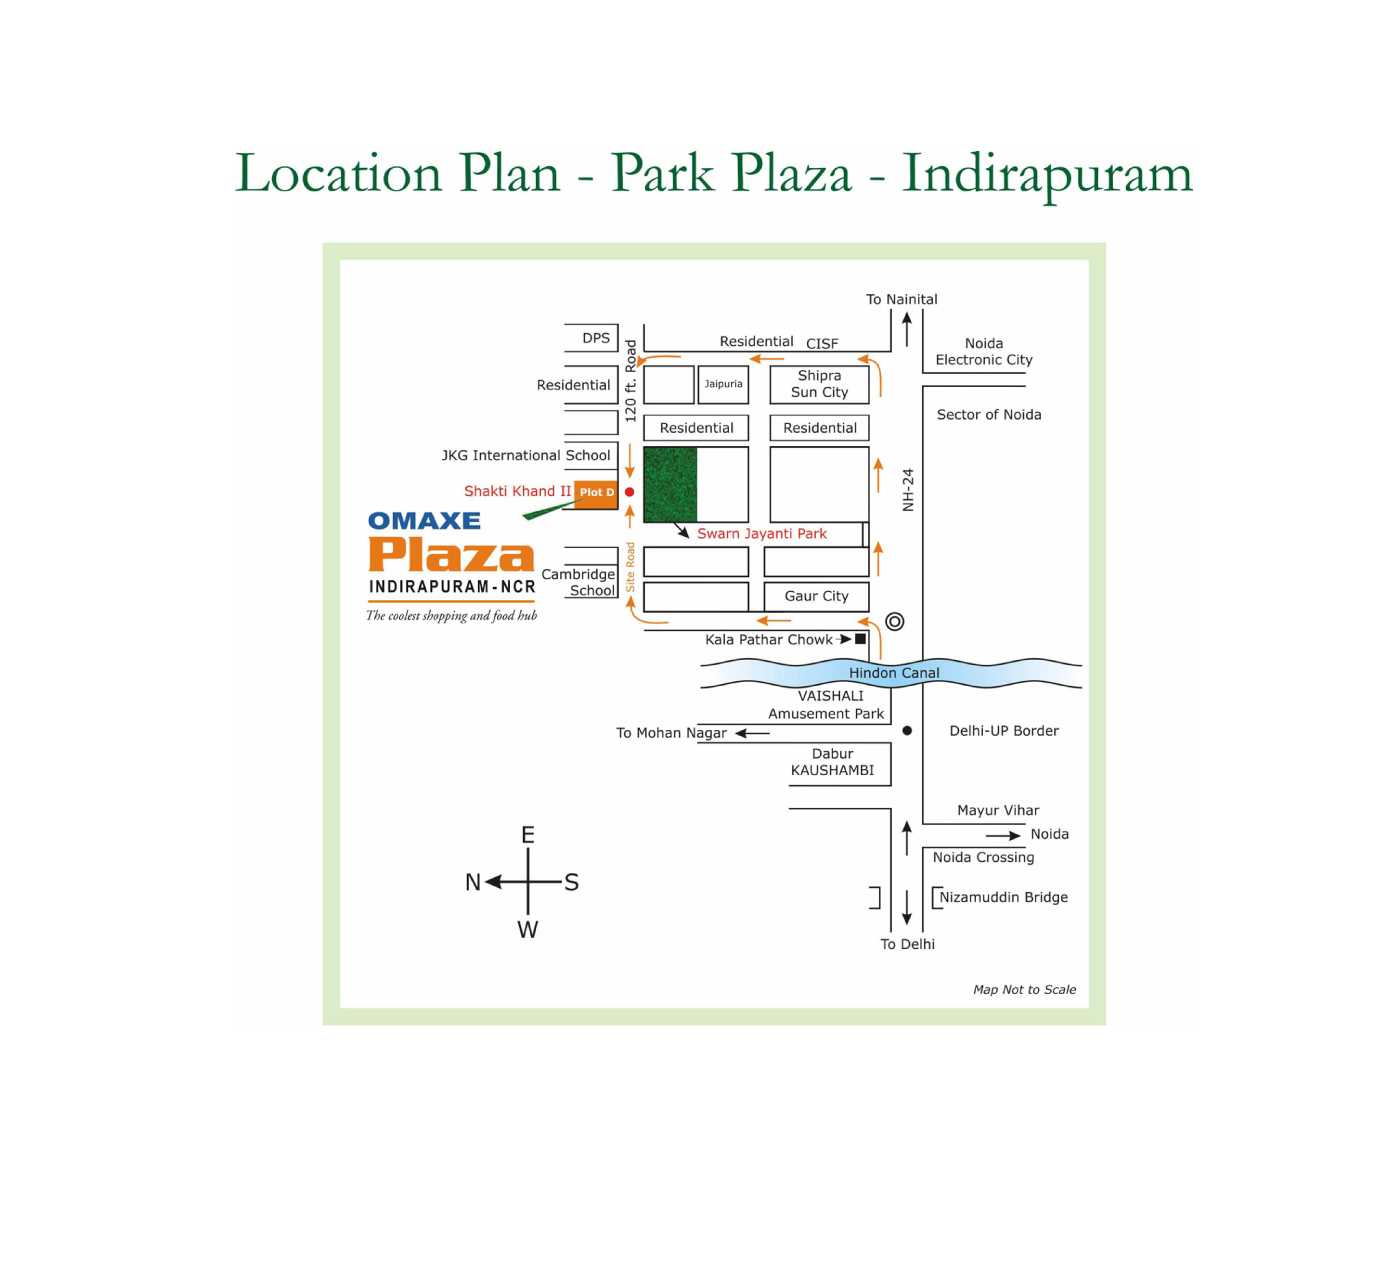 Location Plan - Park Plaza - Indirapuram
To Nainital
DPS
120 ft. Road
Residential
CISF
Noida
Electronic City
Residential
Jaipuria
Shipra
Sun City
Sector of Noida
Residential
Residential
JKG International School
Shakti Khand II
Plot D
NH-24
OMAXE
Plaza
INDIRAPURAM-NCR
The coolest shopping and food hub
Swarn Jayanti Park
Site Road
Cambridge
School
Gaur City
Kala Pathar Chowk
Hindon Canal
VAISHALI
Amusement Park
To Mohan Nagar
Delhi-UP Border
Dabur
KAUSHAMBI
Mayur Vihar
Noida
Noida Crossing
E
N
S
W
Nizamuddin Bridge
To Delhi
Map Not to Scale